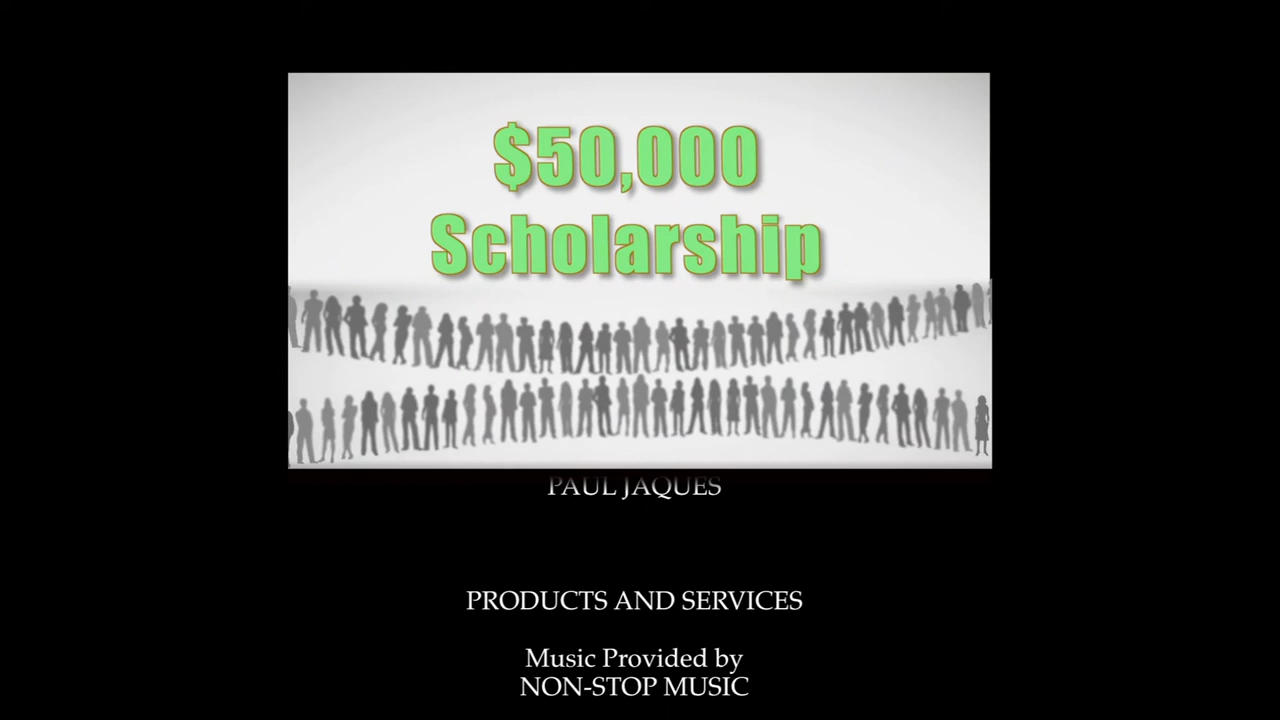 $50,000
Scholarship
PAUL JAQUES
PRODUCTS AND SERVICES
Music Provided by
NON-STOP MUSIC